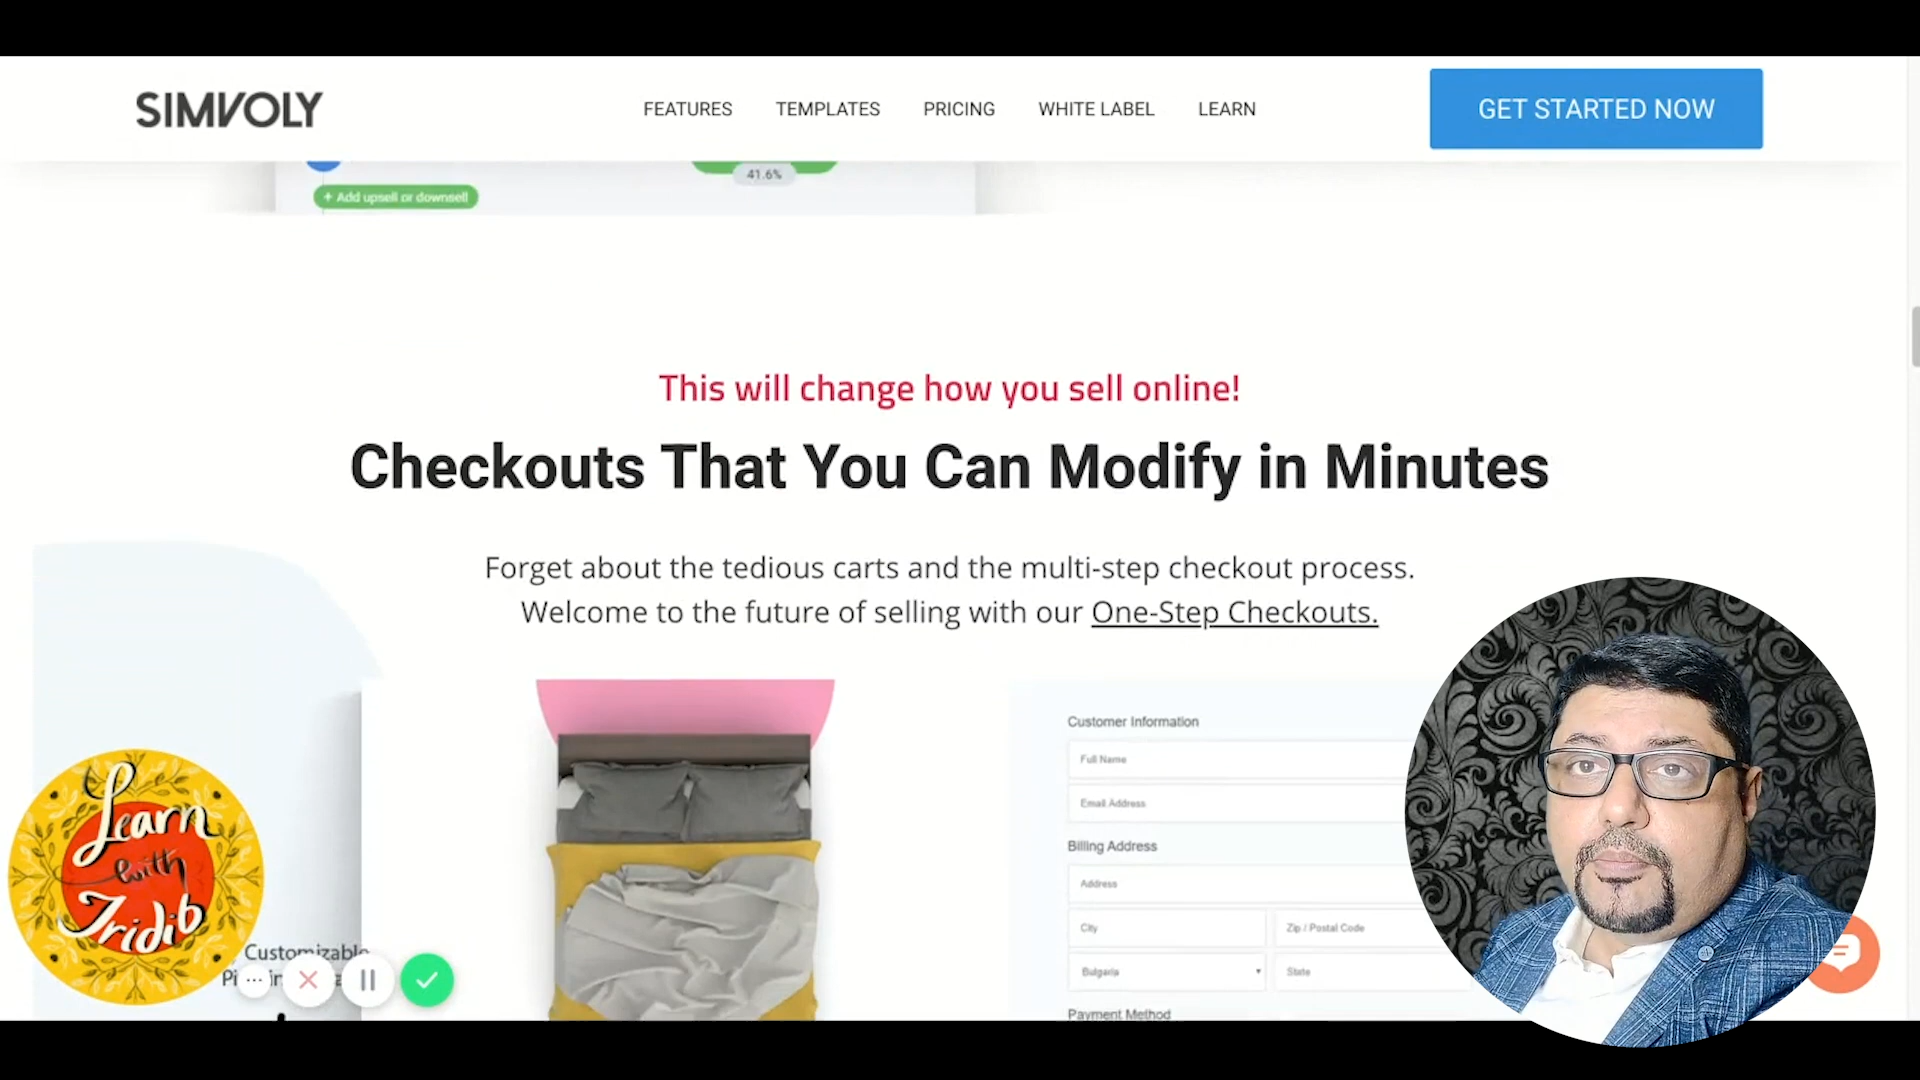 SIMVOLY
FEATURES
TEMPLATES
PRICING
WHITE LABEL
LEARN
GET STARTED NOW
41.6%
+ Add upsell or downsell
This will change how you sell online!
Checkouts That You Can Modify in Minutes
Forget about the tedious carts and the multi-step checkout process.
Welcome to the future of selling with our One-Step Checkouts.
Customer Information
Full Name
Email Address
Billing Address
Address
City
Zip / Postal Code
Bulgaria
State
Payment Method
Learn
with
Tridib
Customizable